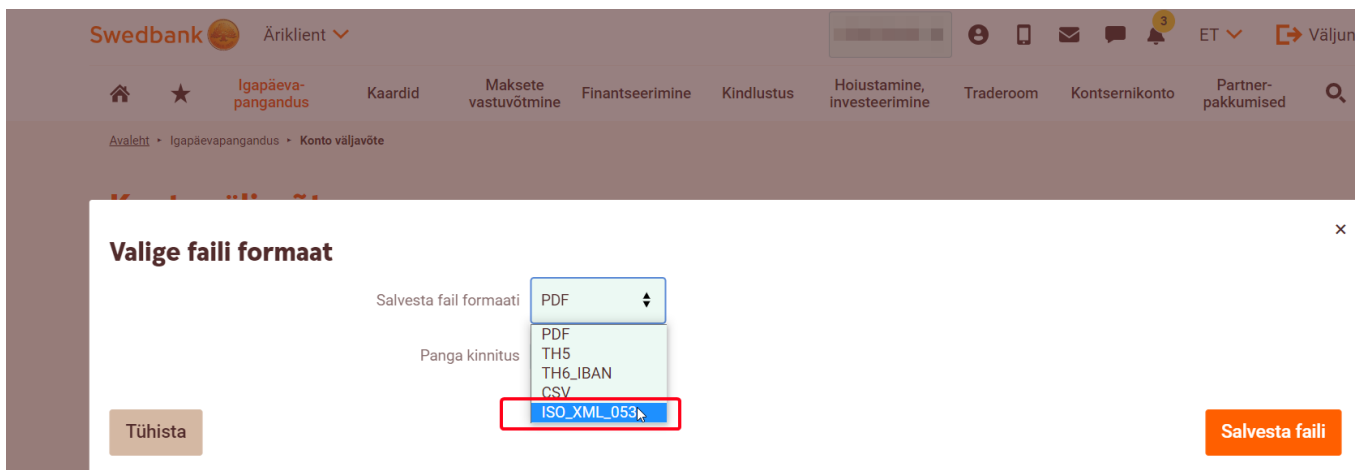 Swedbank Äriklient 3 ET Väljun
Igapäeva-
pangandus Kaardid Maksete
vastuvõtmine Finantseerimine Kindlustus Hoiustamine,
investeerimine Traderoom Kontsernikonto Partner-
pakkumised
Avaleht Igapäevapangandus Konto väljavõte
Valige faili formaat
×
Salvesta fail formaati PDF
PDF
Panga kinnitus TH5
TH6_IBAN
CSV
ISO_XML_053
Tühista Salvesta faili